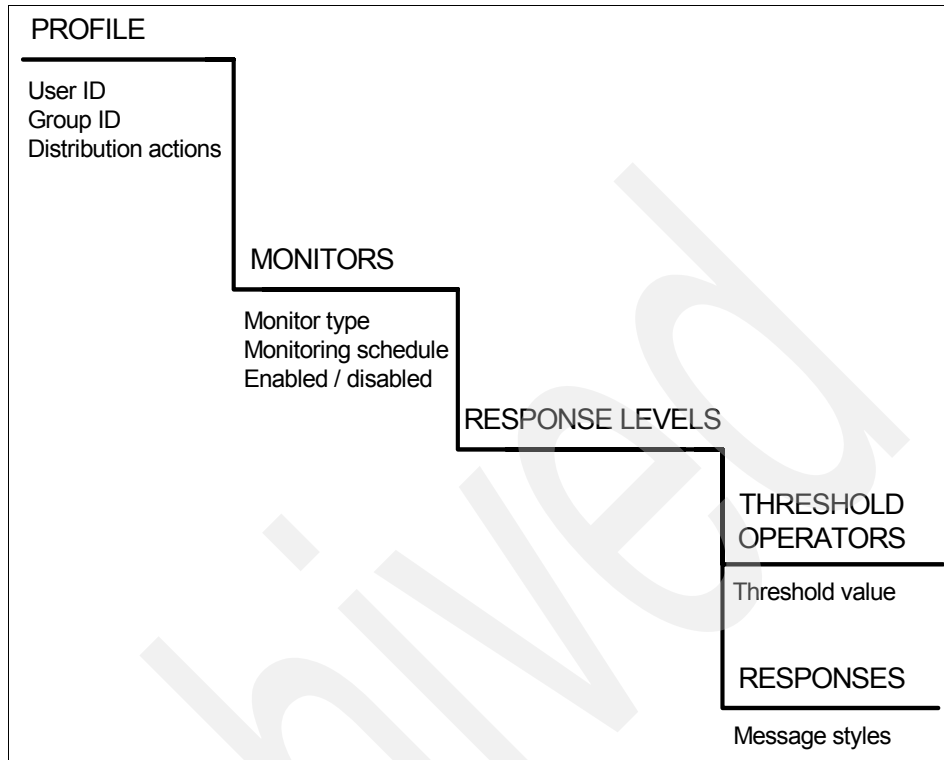 PROFILE
User ID
Group ID
Distribution actions
MONITORS
Monitor type
Monitoring schedule
Enabled / disabled
RESPONSE LEVELS
THRESHOLD
OPERATORS
Threshold value
RESPONSES
Message styles
hived